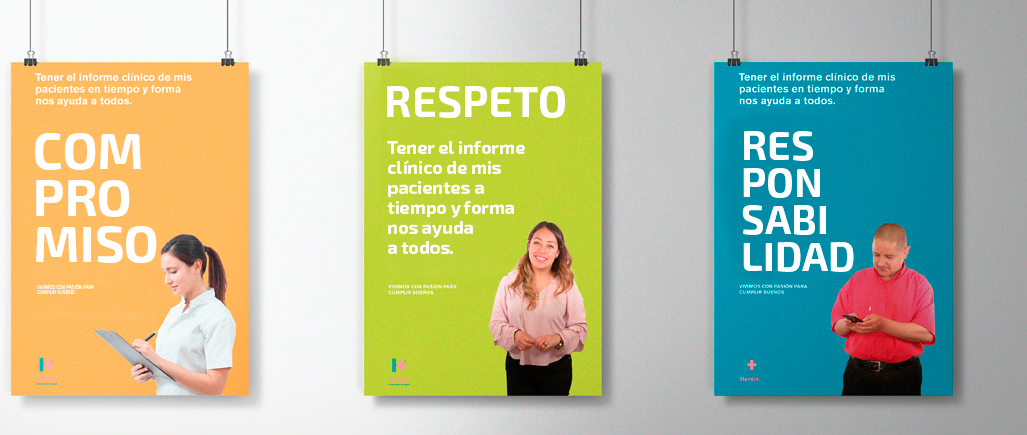 Tener el informe clínico de mis
pacientes en tiempo y forma
nos ayuda a todos.
COM
PRO
MISO
VIVIMOS CON PASIÓN PARA
CUMPLIR SUEÑOS
RESPETO
Tener el informe
clínico de mis
pacientes a
tiempo y forma
nos ayuda
a todos.
VIVIMOS CON PASIÓN PARA
CUMPLIR SUEÑOS
Tener el informe clínico de mis
pacientes en tiempo y forma
nos ayuda a todos.
RES
PON
SABI
LIDAD
VIVIMOS CON PASIÓN PARA
CUMPLIR SUEÑOS